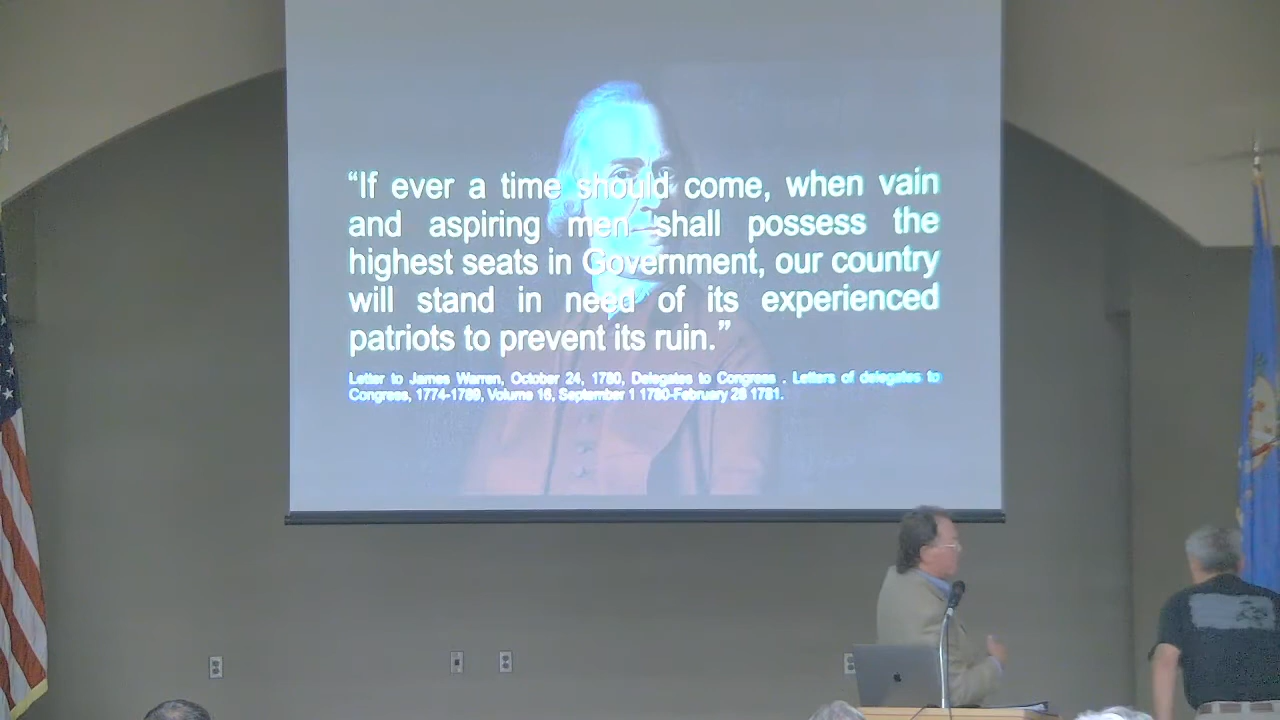 “If ever a time should come, when vain
and aspiring men shall possess the
highest seats in Government, our country
will stand in need of its experienced
patriots to prevent its ruin.”
Letter to James Warren, October 24, 1780, Delegates to Congress . Letters of delegates to
Congress, 1774-1789, Volume 16, September 1 1780-February 28 1781.